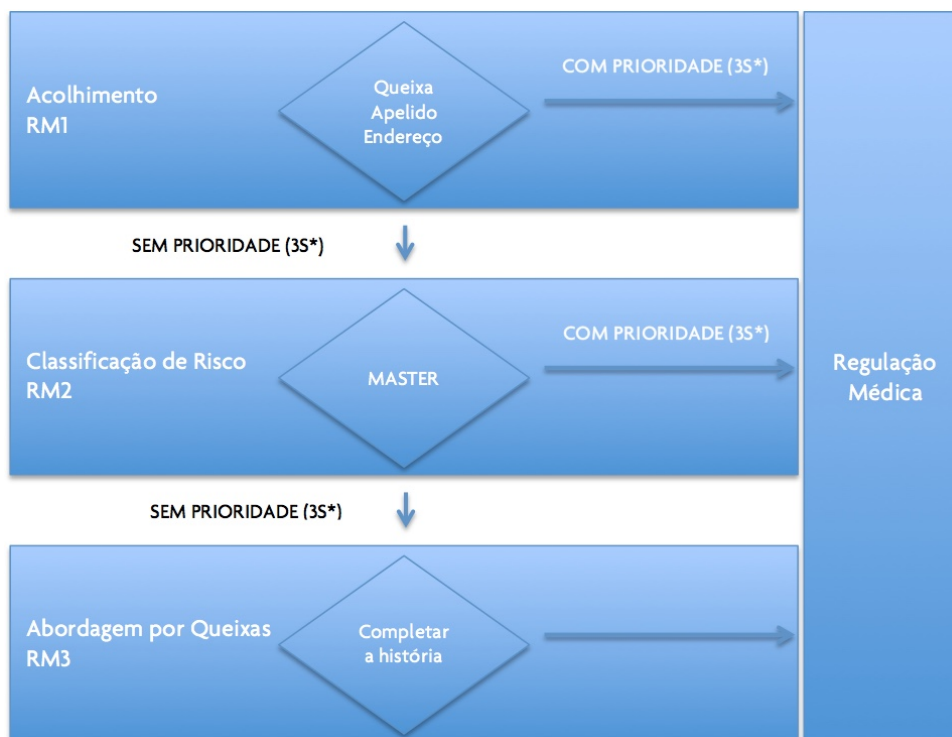 Acolhimento
RM1
Queixa
Apelido
Endereço
COM PRIORIDADE (3S*)
SEM PRIORIDADE (3S*)
Classificação de Risco
RM2
MASTER
COM PRIORIDADE (3S*)
Regulação
Médica
SEM PRIORIDADE (3S*)
Abordagem por Queixas
RM3
Completar
a história